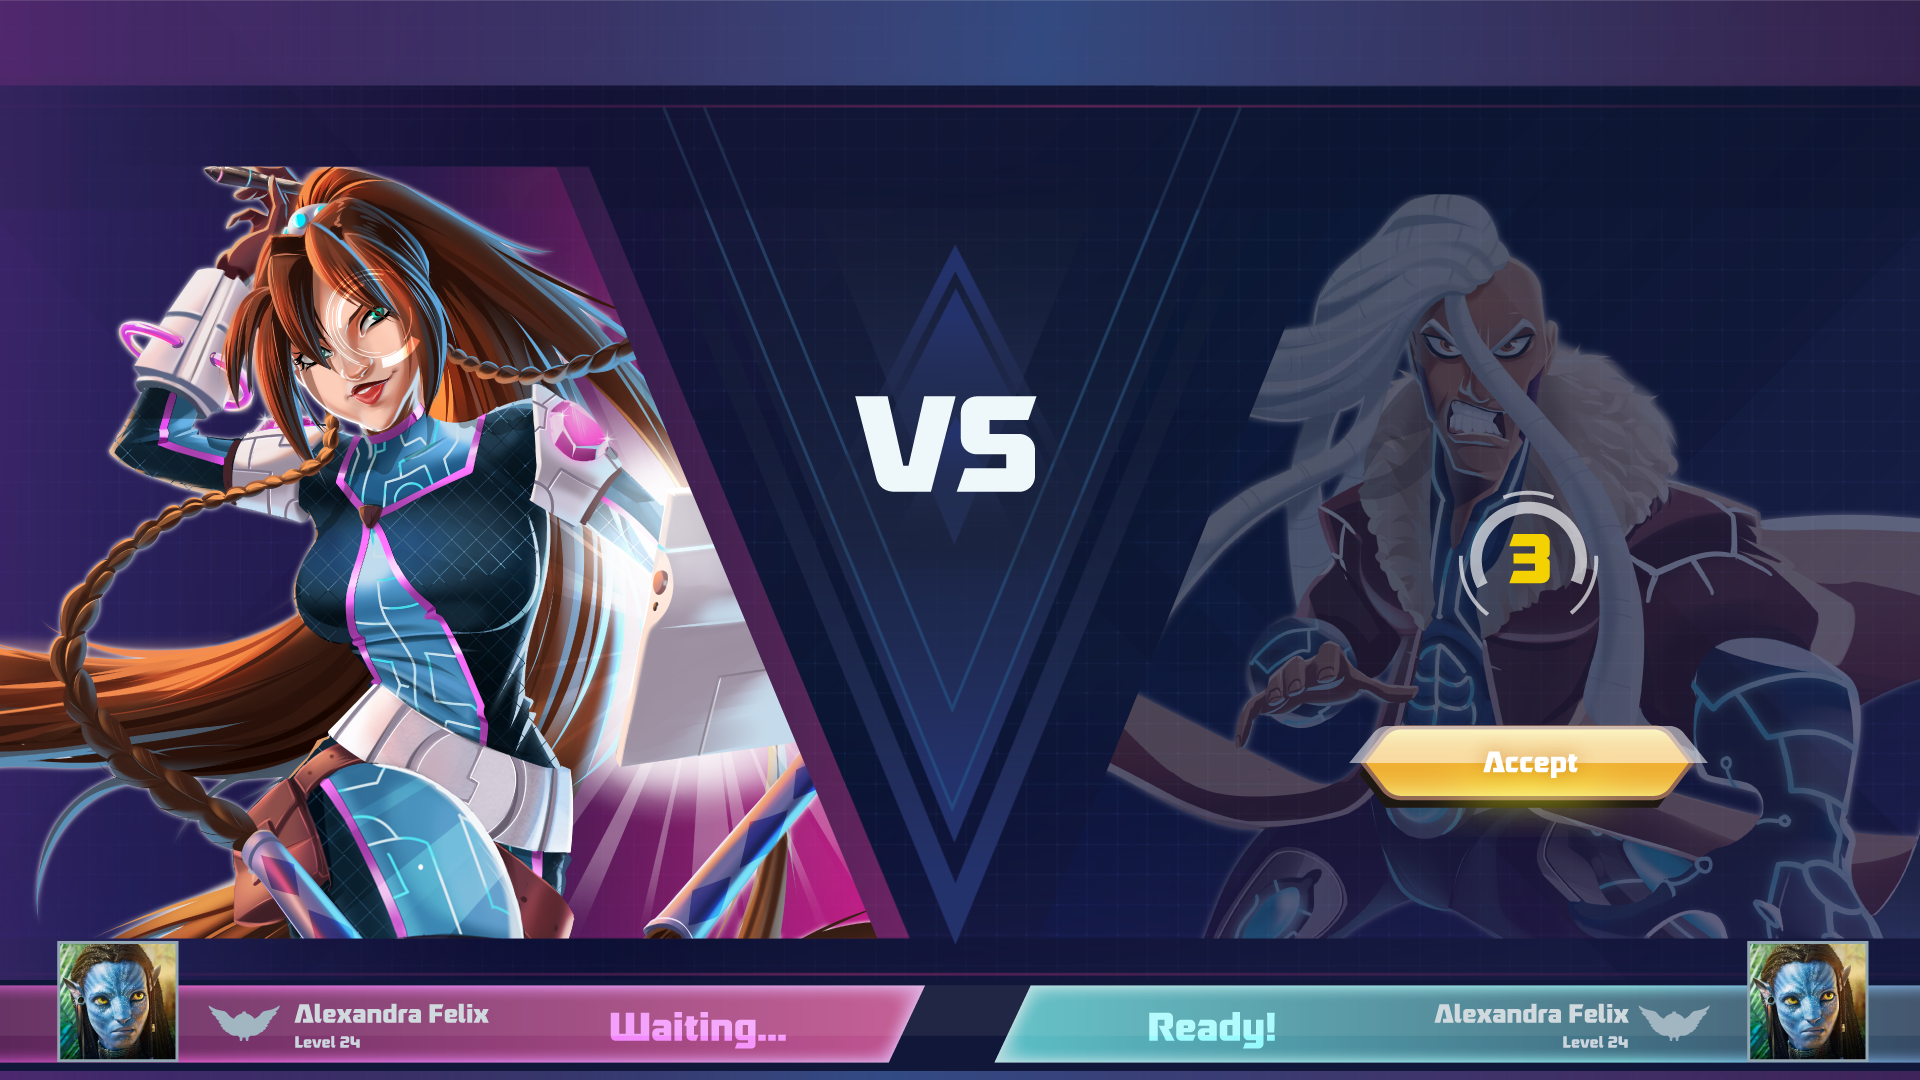 VS
3
Accept
Alexandra Felix
Level 24
Waiting...
Ready!
Alexandra Felix
Level 24